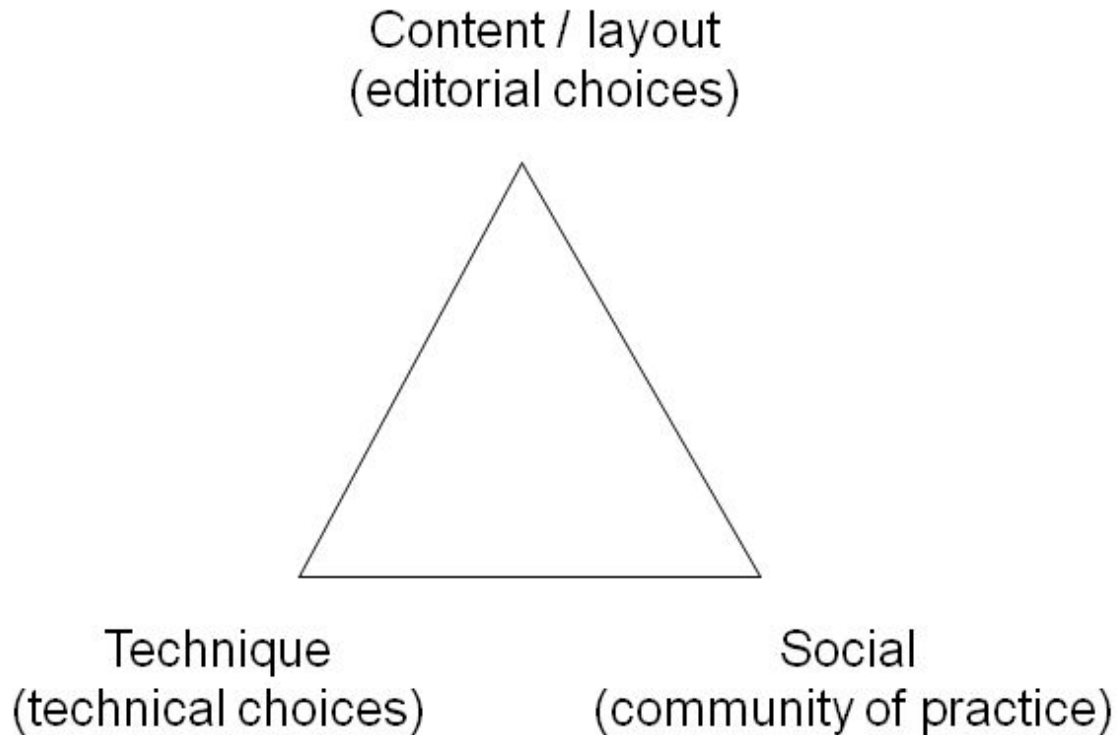 Content / layout
(editorial choices)
Technique
(technical choices)
Social
(community of practice)